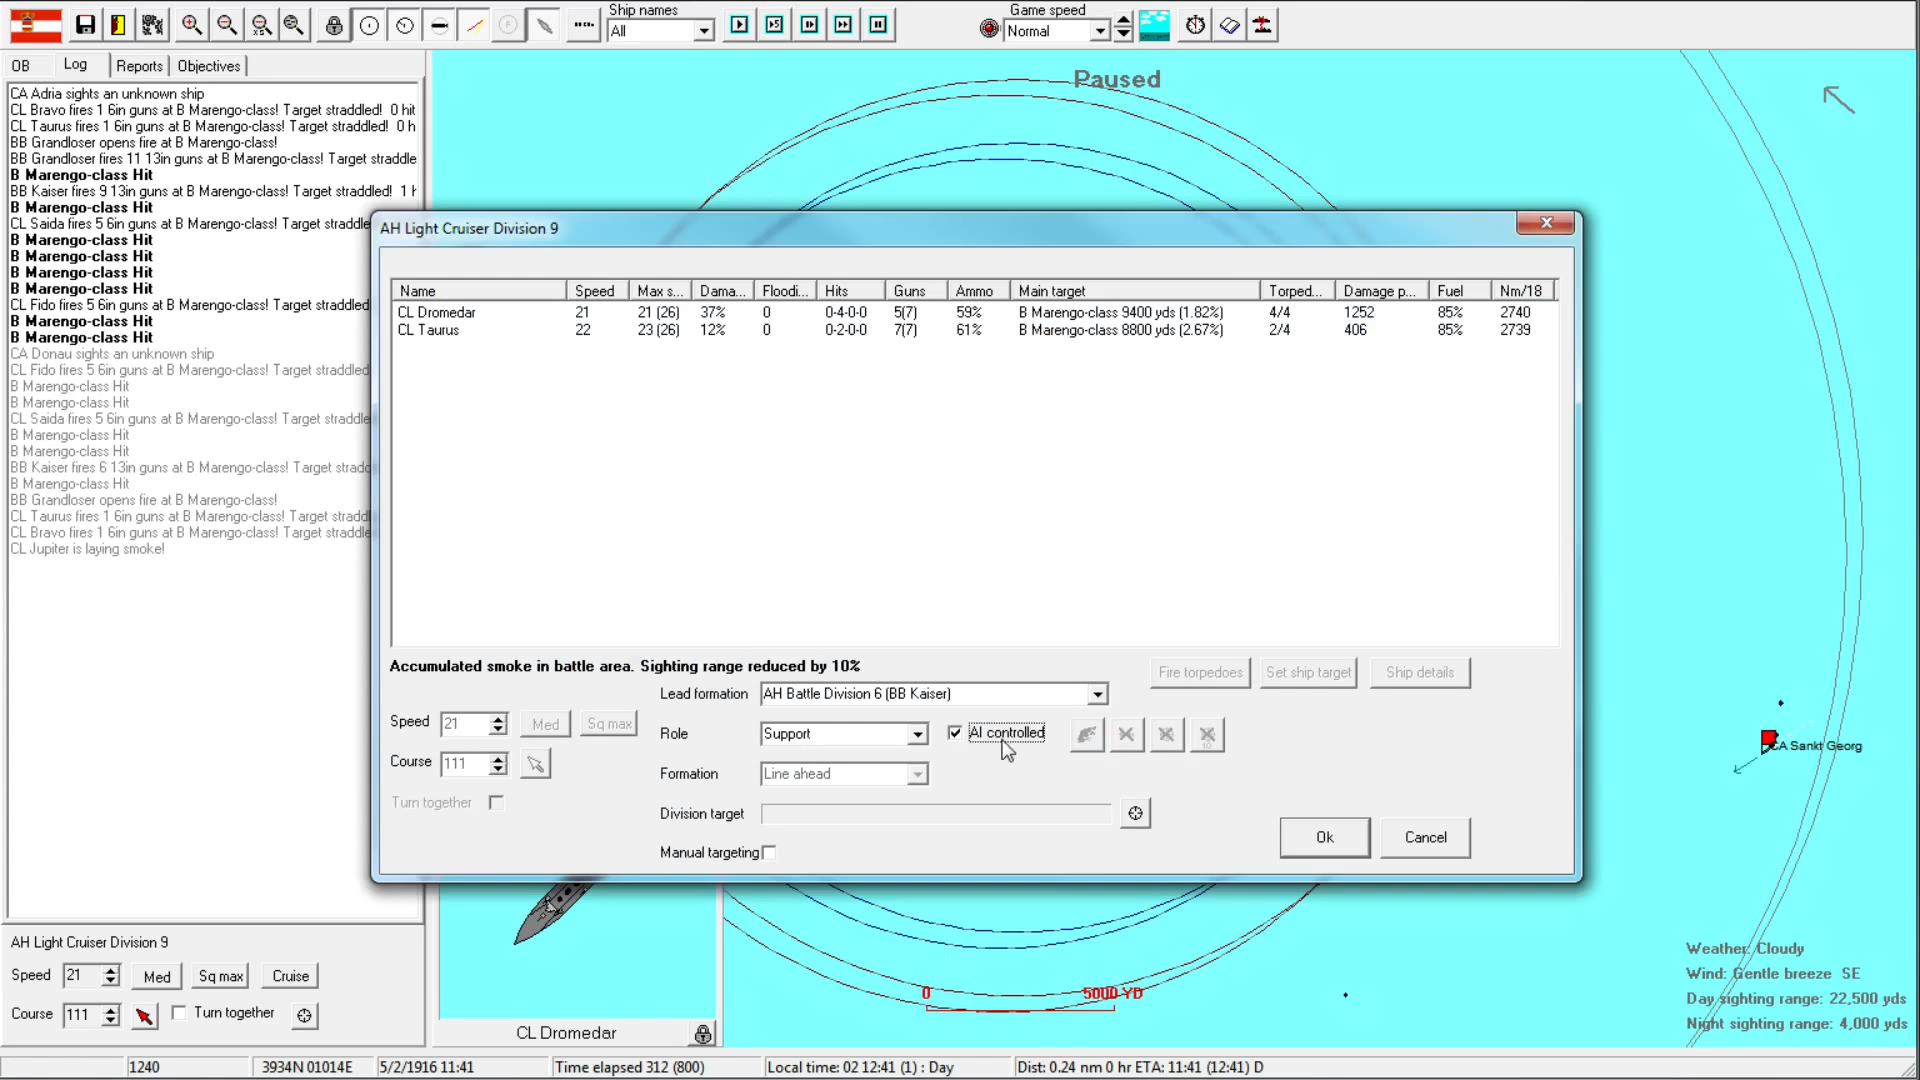 Ship names
All
Game speed
Normal
OB
Log
Reports
Objectives
Paused
CA Adria sights an unknown ship
CL Bravo fires 1 6in guns at B Marengo-class! Target straddled! 0 hit
CL Taurus fires 1 6in guns at B Marengo-class! Target straddled! 0 h
BB Grandloser opens fire at B Marengo-class!
BB Grandloser fires 11 13in guns at B Marengo-class! Target straddle
B Marengo-class Hit
BB Kaiser fires 9 13in guns at B Marengo-class! Target straddled! 1 h
B Marengo-class Hit
CL Saida fires 5 6in guns at B Marengo-class! Target straddled
B Marengo-class Hit
B Marengo-class Hit
B Marengo-class Hit
B Marengo-class Hit
CL Fido fires 5 6in guns at B Marengo-class! Target straddled
B Marengo-class Hit
B Marengo-class Hit
CA Donau sights an unknown ship
CL Fido fires 5 6in guns at B Marengo-class! Target straddled
B Marengo-class Hit
B Marengo-class Hit
CL Saida fires 5 6in guns at B Marengo-class! Target straddle
B Marengo-class Hit
B Marengo-class Hit
BB Kaiser fires 6 13in guns at B Marengo-class! Target stradd
B Marengo-class Hit
BB Grandloser opens fire at B Marengo-class!
CL Taurus fires 1 6in guns at B Marengo-class! Target straddl
CL Bravo fires 1 6in guns at B Marengo-class! Target straddle
CL Jupiter is laying smoke!
AH Light Cruiser Division 9
Name Speed Max s... Dama... Floodi... Hits Guns Ammo Main target Torped... Damage p... Fuel Nm/18
CL Dromedar 21 21 (26) 37% 0 0-4-0-0 5(7) 59% B Marengo-class 9400 yds (1.82%) 4/4 1252 85% 2740
CL Taurus 22 23 (26) 12% 0 0-2-0-0 7(7) 61% B Marengo-class 8800 yds (2.67%) 2/4 406 85% 2739
Accumulated smoke in battle area. Sighting range reduced by 10%
Fire torpedoes
Set ship target
Ship details
Lead formation AH Battle Division 6 (BB Kaiser)
Speed 21 Med Sq max
Role Support AI controlled
Course 111
Formation Line ahead
Turn together
Division target
Manual targeting
Ok
Cancel
CA Sankt Georg
AH Light Cruiser Division 9
Speed 21 Med Sq max Cruise
Course 111 Turn together
CL Dromedar
0 5000 YD
Weather: Cloudy
Wind: Gentle breeze SE
Day sighting range: 22,500 yds
Night sighting range: 4,000 yds
1240
3934N 01014E
5/2/1916 11:41
Time elapsed 312 (800)
Local time: 02 12:41 (1) : Day
Dist: 0.24 nm 0 hr ETA: 11:41 (12:41) D